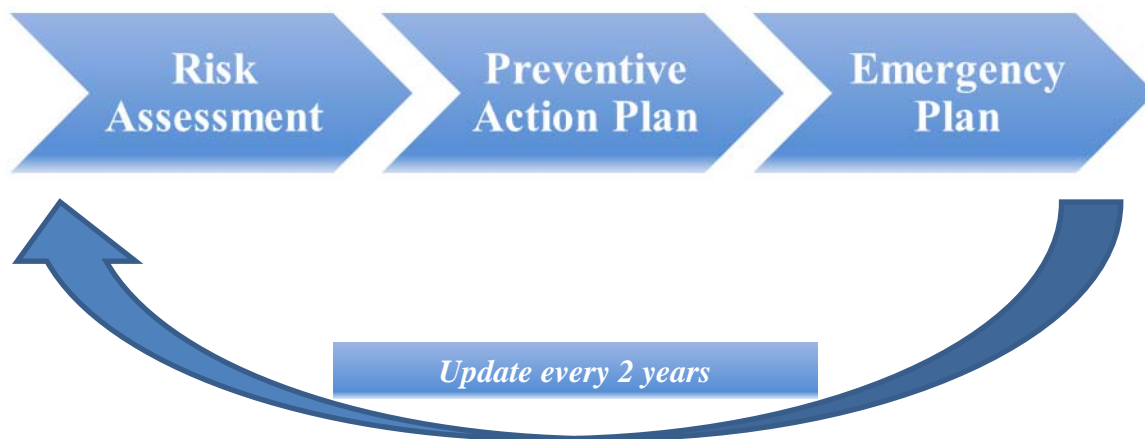 Risk
Assessment
Preventive
Action Plan
Emergency
Plan
Update every 2 years